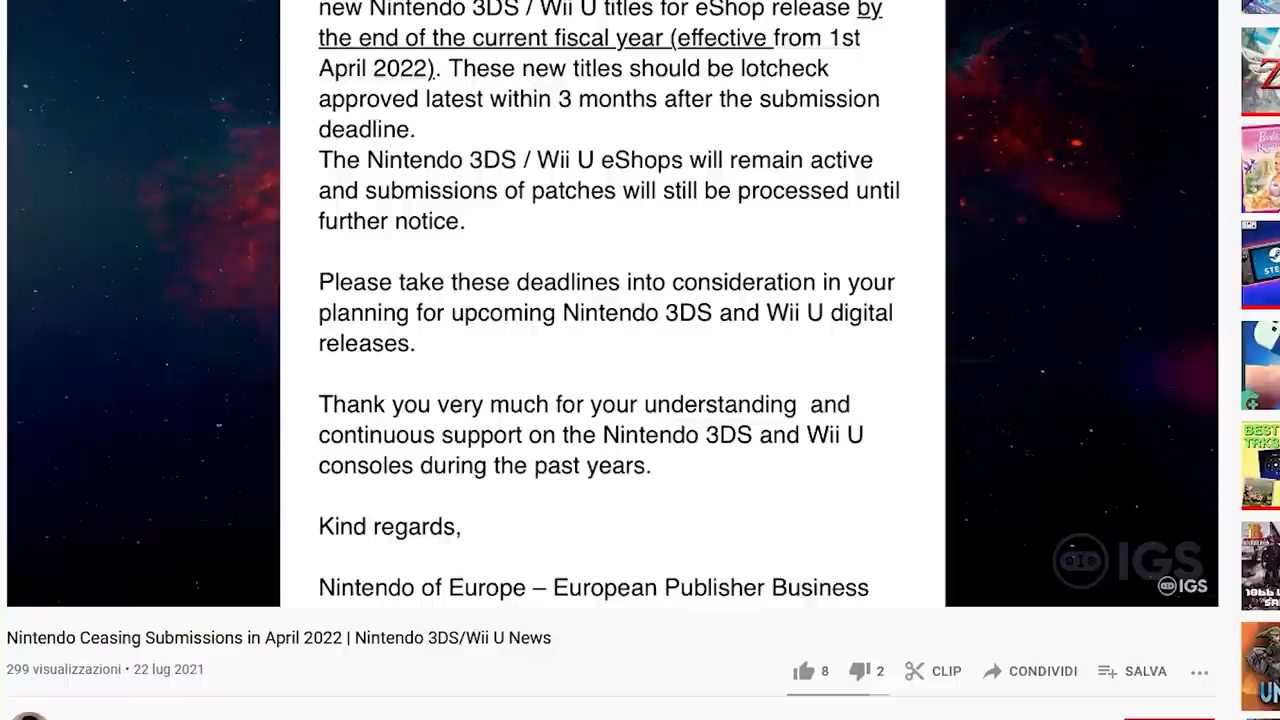 new Nintendo 3DS / Wii U titles for eShop release by
the end of the current fiscal year (effective from 1st
April 2022). These new titles should be lotcheck
approved latest within 3 months after the submission
deadline.
The Nintendo 3DS / Wii U eShops will remain active
and submissions of patches will still be processed until
further notice.
Please take these deadlines into consideration in your
planning for upcoming Nintendo 3DS and Wii U digital
releases.
Thank you very much for your understanding  and
continuous support on the Nintendo 3DS and Wii U
consoles during the past years.
Kind regards,
Nintendo of Europe – European Publisher Business
IGS
IGS
Nintendo Ceasing Submissions in April 2022 | Nintendo 3DS/Wii U News
299 visualizzazioni • 22 lug 2021
8 2 CLIP CONDIVIDI SALVA ...
BEST